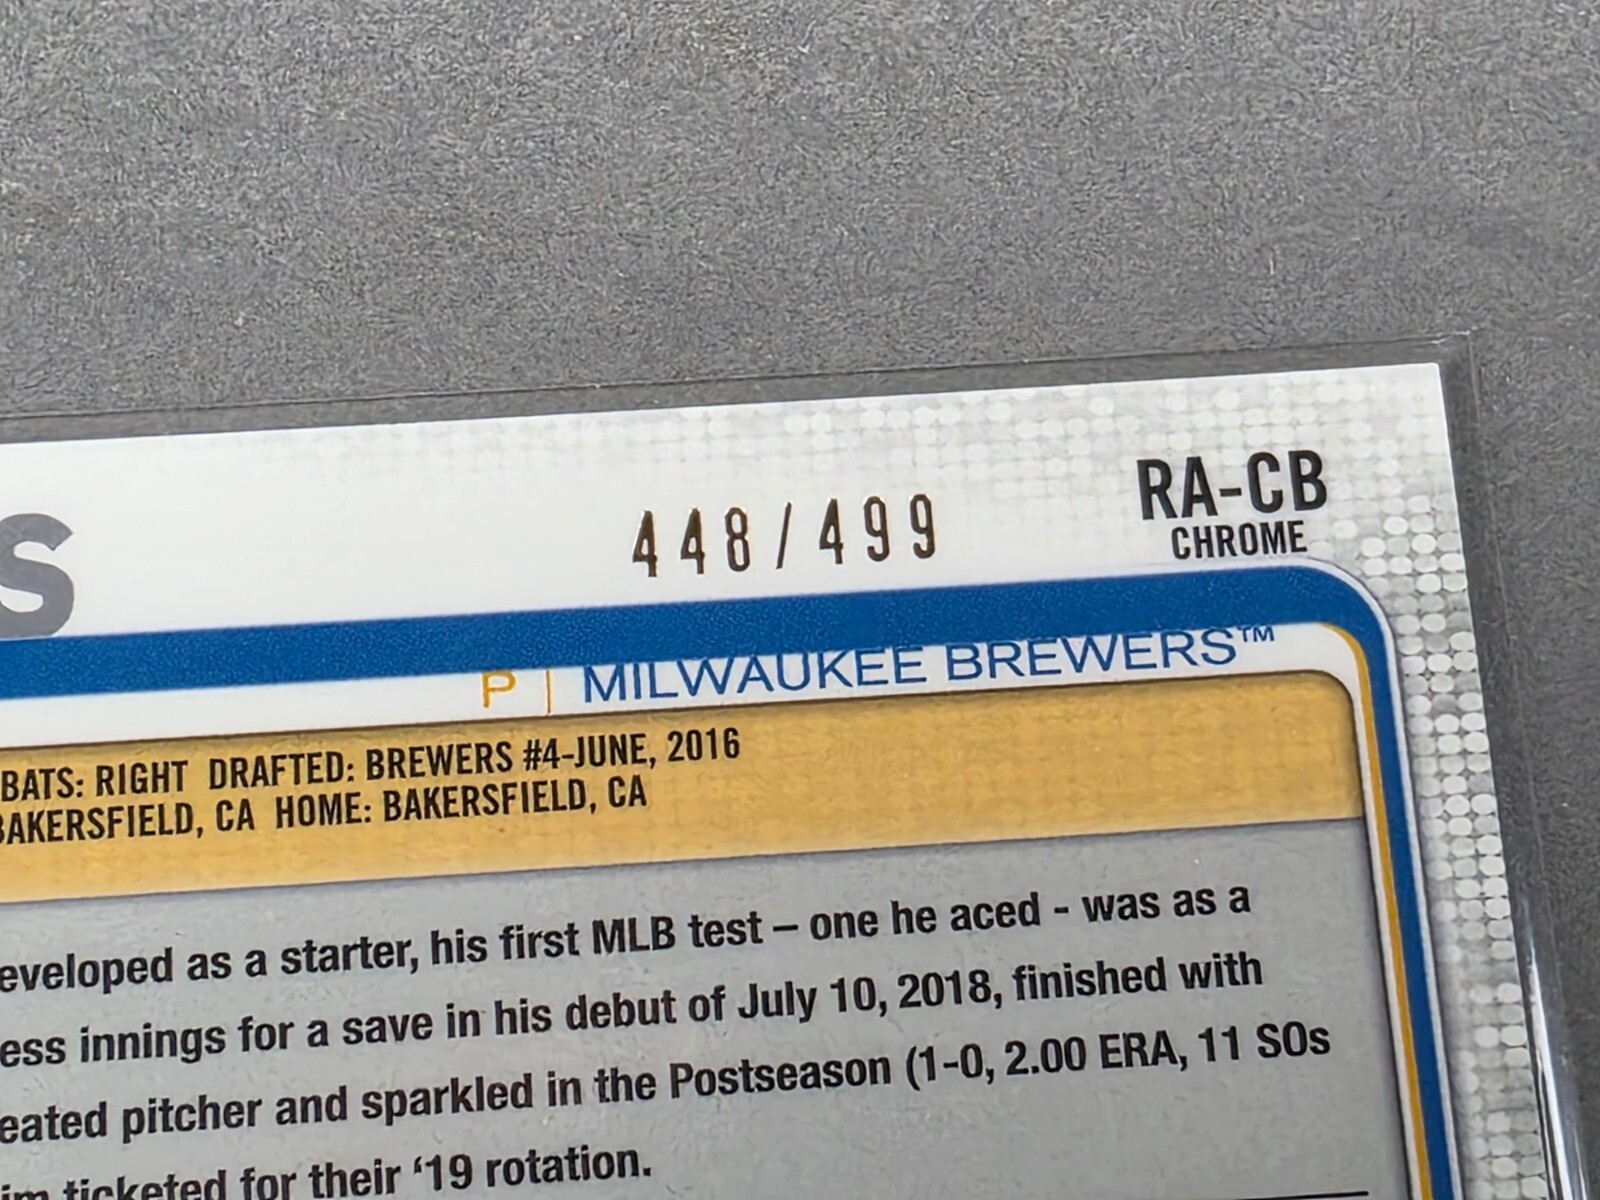 RA-CB
448/499
CHROME
S
P | MILWAUKEE BREWERS™
BATS: RIGHT DRAFTED: BREWERS #4-JUNE, 2016
BAKERSFIELD, CA HOME: BAKERSFIELD, CA
eveloped as a starter, his first MLB test – one he aced - was as a
ess innings for a save in his debut of July 10, 2018, finished with
eated pitcher and sparkled in the Postseason (1-0, 2.00 ERA, 11 SOs
im ticketed for their ‘19 rotation.